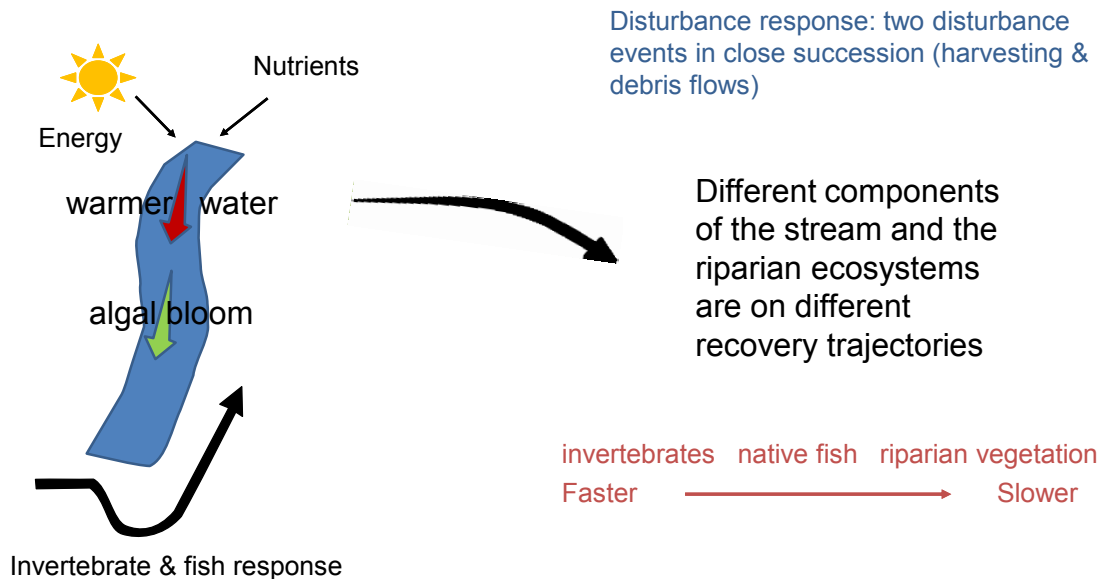 Disturbance response: two disturbance
events in close succession (harvesting &
debris flows)
Nutrients
Energy
warmer water
algal bloom
Different components
of the stream and the
riparian ecosystems
are on different
recovery trajectories
invertebrates native fish riparian vegetation
Faster Slower
Invertebrate & fish response